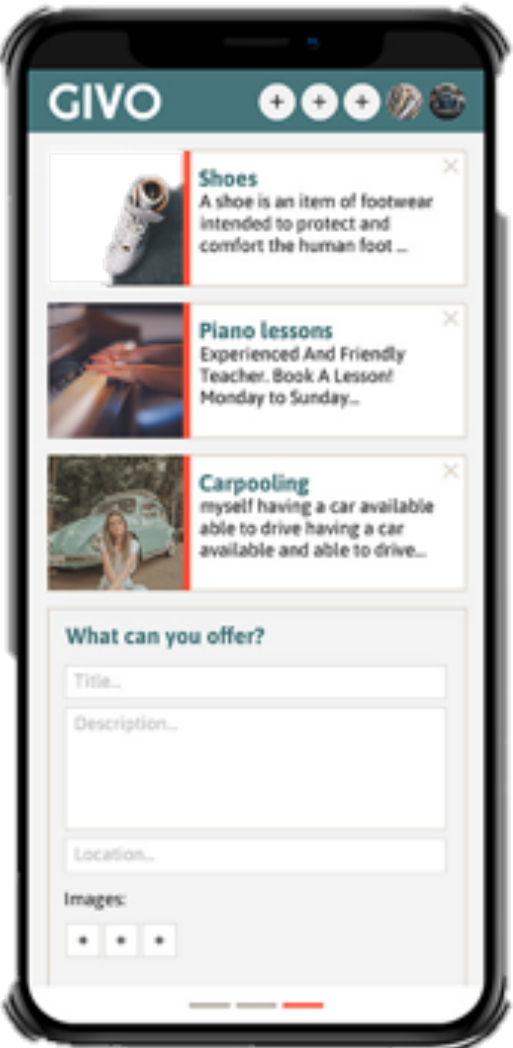 GIVO
Shoes
A shoe is an item of footwear
intended to protect and
comfort the human foot ...
Piano lessons
Experienced And Friendly
Teacher. Book A Lesson!
Monday to Sunday...
Carpooling
myself having a car available
able to drive having a car
available and able to drive...
What can you offer?
Title...
Description...
Location...
Images: